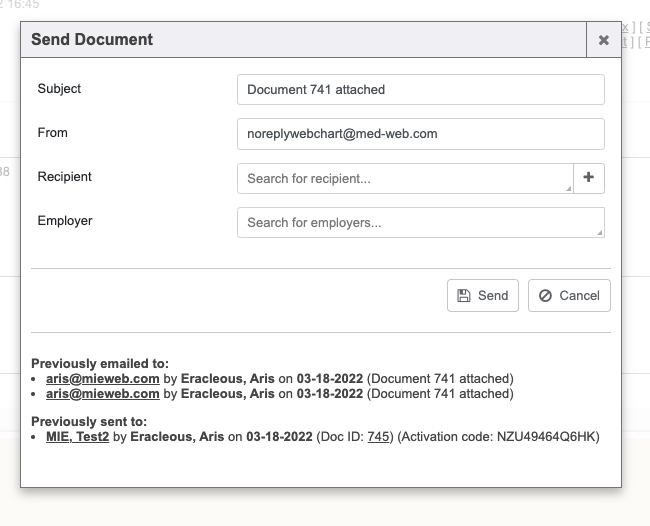 2 16:45
Send Document
✖
x ] [ S
t ] [ F
Subject
Document 741 attached
From
noreplywebchart@med-web.com
38
Recipient
Search for recipient...
+
Employer
Search for employers...
Send
Cancel
Previously emailed to:
• aris@mieweb.com by Eracleous, Aris on 03-18-2022 (Document 741 attached)
• aris@mieweb.com by Eracleous, Aris on 03-18-2022 (Document 741 attached)
Previously sent to:
• MIE, Test2 by Eracleous, Aris on 03-18-2022 (Doc ID: 745) (Activation code: NZU49464Q6HK)